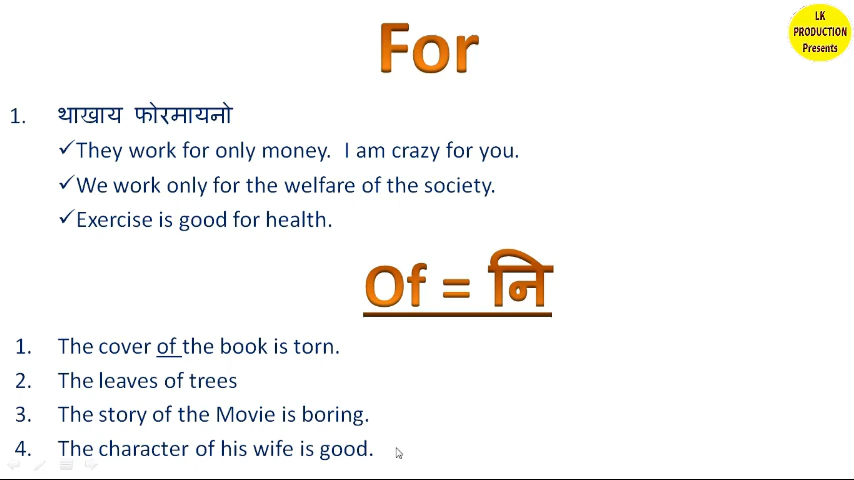 For
LK
PRODUCTION
Presents
1. थाखाय फोरमायनो
✓They work for only money. I am crazy for you.
✓We work only for the welfare of the society.
✓Exercise is good for health.
Of = नि
1. The cover of the book is torn.
2. The leaves of trees
3. The story of the Movie is boring.
4. The character of his wife is good.